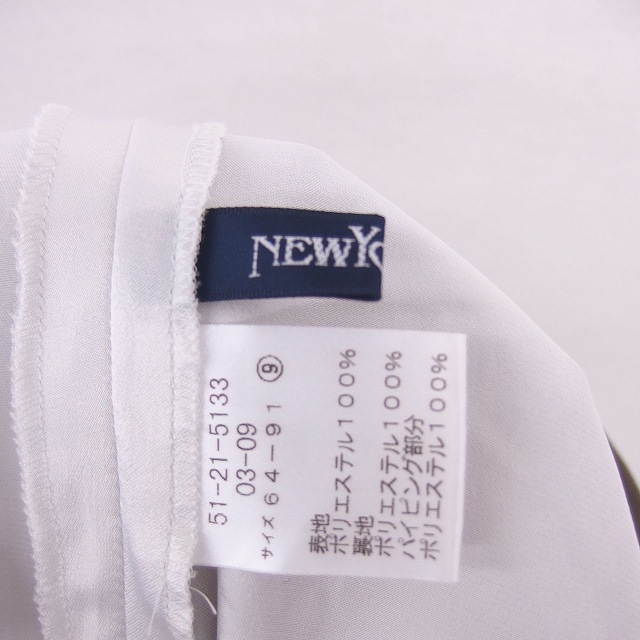 NEWYO
51-21-5133
03-09
サイズ 64-91 ⑨
表地
ポリエステル100%
裏地
ポリエステル100%
パイピング部分
ポリエステル100%